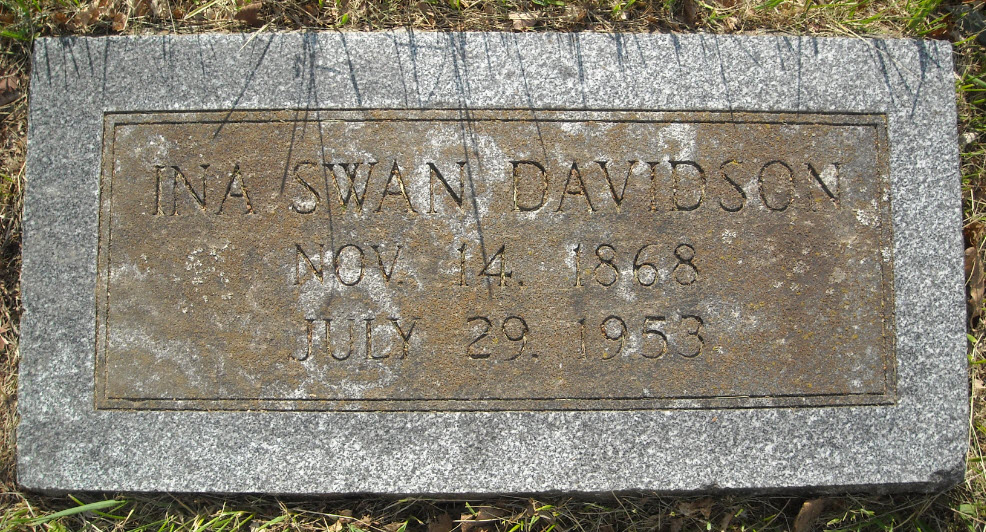 INA SWAN DAVIDSON
NOV. 14. 1868
JULY 29. 1953